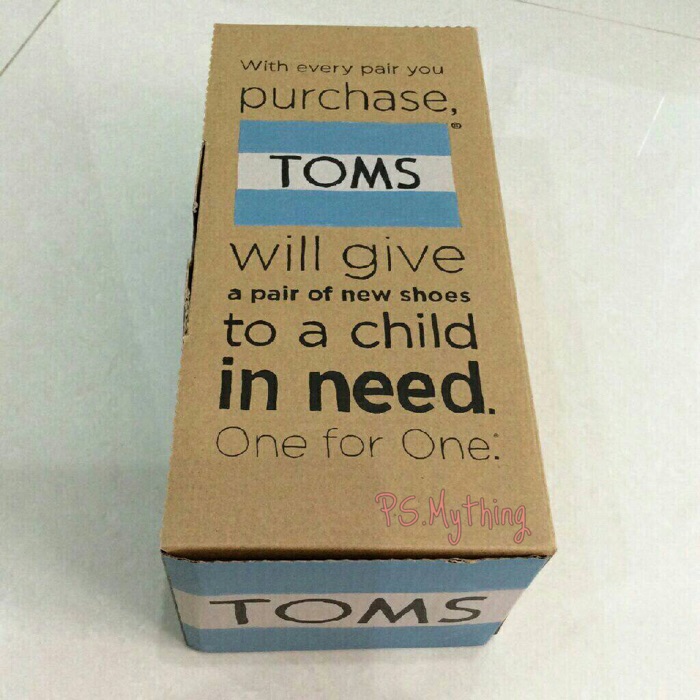 With every pair you
purchase,
TOMS®
will give
a pair of new shoes
to a child
in need.
One for One.
P.S.Mything
TOMS